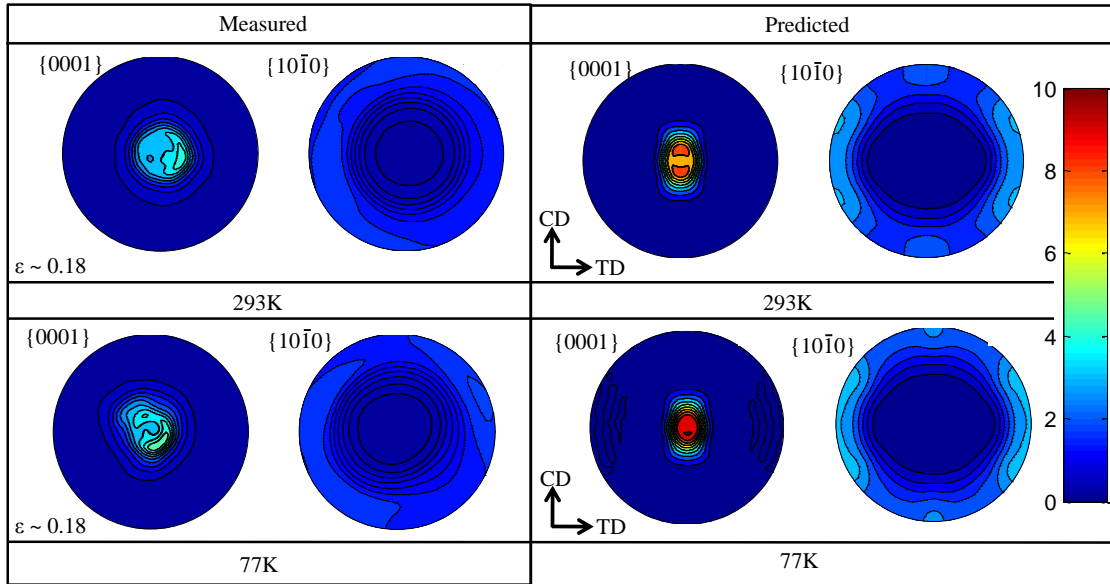 Measured
Predicted
{0001}
{101̄0}
{0001}
{101̄0}
ε ~ 0.18
CD
TD
10
8
6
4
2
0
293K
293K
{0001}
{101̄0}
{0001}
{101̄0}
ε ~ 0.18
CD
TD
77K
77K